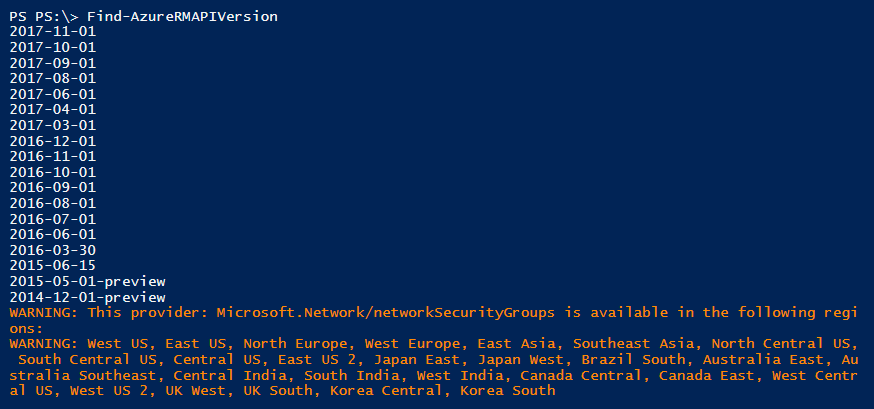 PS PS:\> Find-AzureRMAPIVersion
2017-11-01
2017-10-01
2017-09-01
2017-08-01
2017-06-01
2017-04-01
2017-03-01
2016-12-01
2016-11-01
2016-10-01
2016-09-01
2016-08-01
2016-07-01
2016-06-01
2016-03-30
2015-06-15
2015-05-01-preview
2014-12-01-preview
WARNING: This provider: Microsoft.Network/networkSecurityGroups is available in the following regi
ons:
WARNING: West US, East US, North Europe, West Europe, East Asia, Southeast Asia, North Central US,
 South Central US, Central US, East US 2, Japan East, Japan West, Brazil South, Australia East, Au
stralia Southeast, Central India, South India, West India, Canada Central, Canada East, West Centr
al US, West US 2, UK West, UK South, Korea Central, Korea South